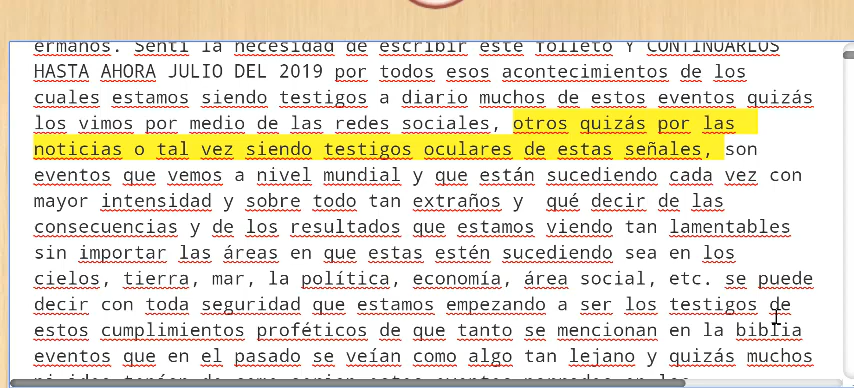 ermanos. Sentí la necesidad de escribir este folleto Y CONTINUARLOS
HASTA AHORA JULIO DEL 2019 por todos esos acontecimientos de los
cuales estamos siendo testigos a diario muchos de estos eventos quizás
los vimos por medio de las redes sociales, otros quizás por las
noticias o tal vez siendo testigos oculares de estas señales, son
eventos que vemos a nivel mundial y que están sucediendo cada vez con
mayor intensidad y sobre todo tan extraños y  qué decir de las
consecuencias y de los resultados que estamos viendo tan lamentables
sin importar las áreas en que estas estén sucediendo sea en los
cielos, tierra, mar, la política, economía, área social, etc. se puede
decir con toda seguridad que estamos empezando a ser los testigos de
estos cumplimientos proféticos de que tanto se mencionan en la biblia
eventos que en el pasado se veían como algo tan lejano y quizás muchos